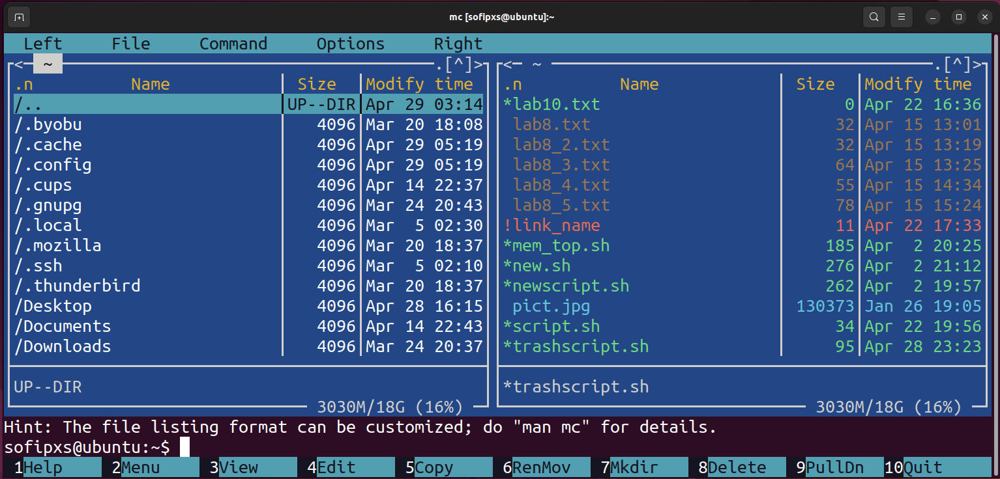 mc [sofipxs@ubuntu]:~
Left File Command Options Right
<- ~ .[^]>
.n Name Size Modify time
/.. UP--DIR Apr 29 03:14
/.byobu 4096 Mar 20 18:08
/.cache 4096 Apr 29 05:19
/.config 4096 Apr 29 05:19
/.cups 4096 Apr 14 22:37
/.gnupg 4096 Mar 24 20:43
/.local 4096 Mar 5 02:30
/.mozilla 4096 Mar 20 18:37
/.ssh 4096 Mar 5 02:10
/.thunderbird 4096 Mar 20 18:37
/Desktop 4096 Apr 28 16:15
/Documents 4096 Apr 14 22:43
/Downloads 4096 Mar 24 20:37
UP--DIR
3030M/18G (16%)
<- ~ .[^]>
.n Name Size Modify time
*lab10.txt 0 Apr 22 16:36
lab8.txt 32 Apr 15 13:01
lab8_2.txt 32 Apr 15 13:19
lab8_3.txt 64 Apr 15 13:25
lab8_4.txt 55 Apr 15 14:34
lab8_5.txt 78 Apr 15 15:24
!link_name 11 Apr 22 17:33
*mem_top.sh 185 Apr 2 20:25
*new.sh 276 Apr 2 21:12
*newscript.sh 262 Apr 2 19:57
pict.jpg 130373 Jan 26 19:05
*script.sh 34 Apr 22 19:56
*trashscript.sh 95 Apr 28 23:23
*trashscript.sh
3030M/18G (16%)
Hint: The file listing format can be customized; do "man mc" for details.
sofipxs@ubuntu:~$
1Help 2Menu 3View 4Edit 5Copy 6RenMov 7Mkdir 8Delete 9PullDn 10Quit